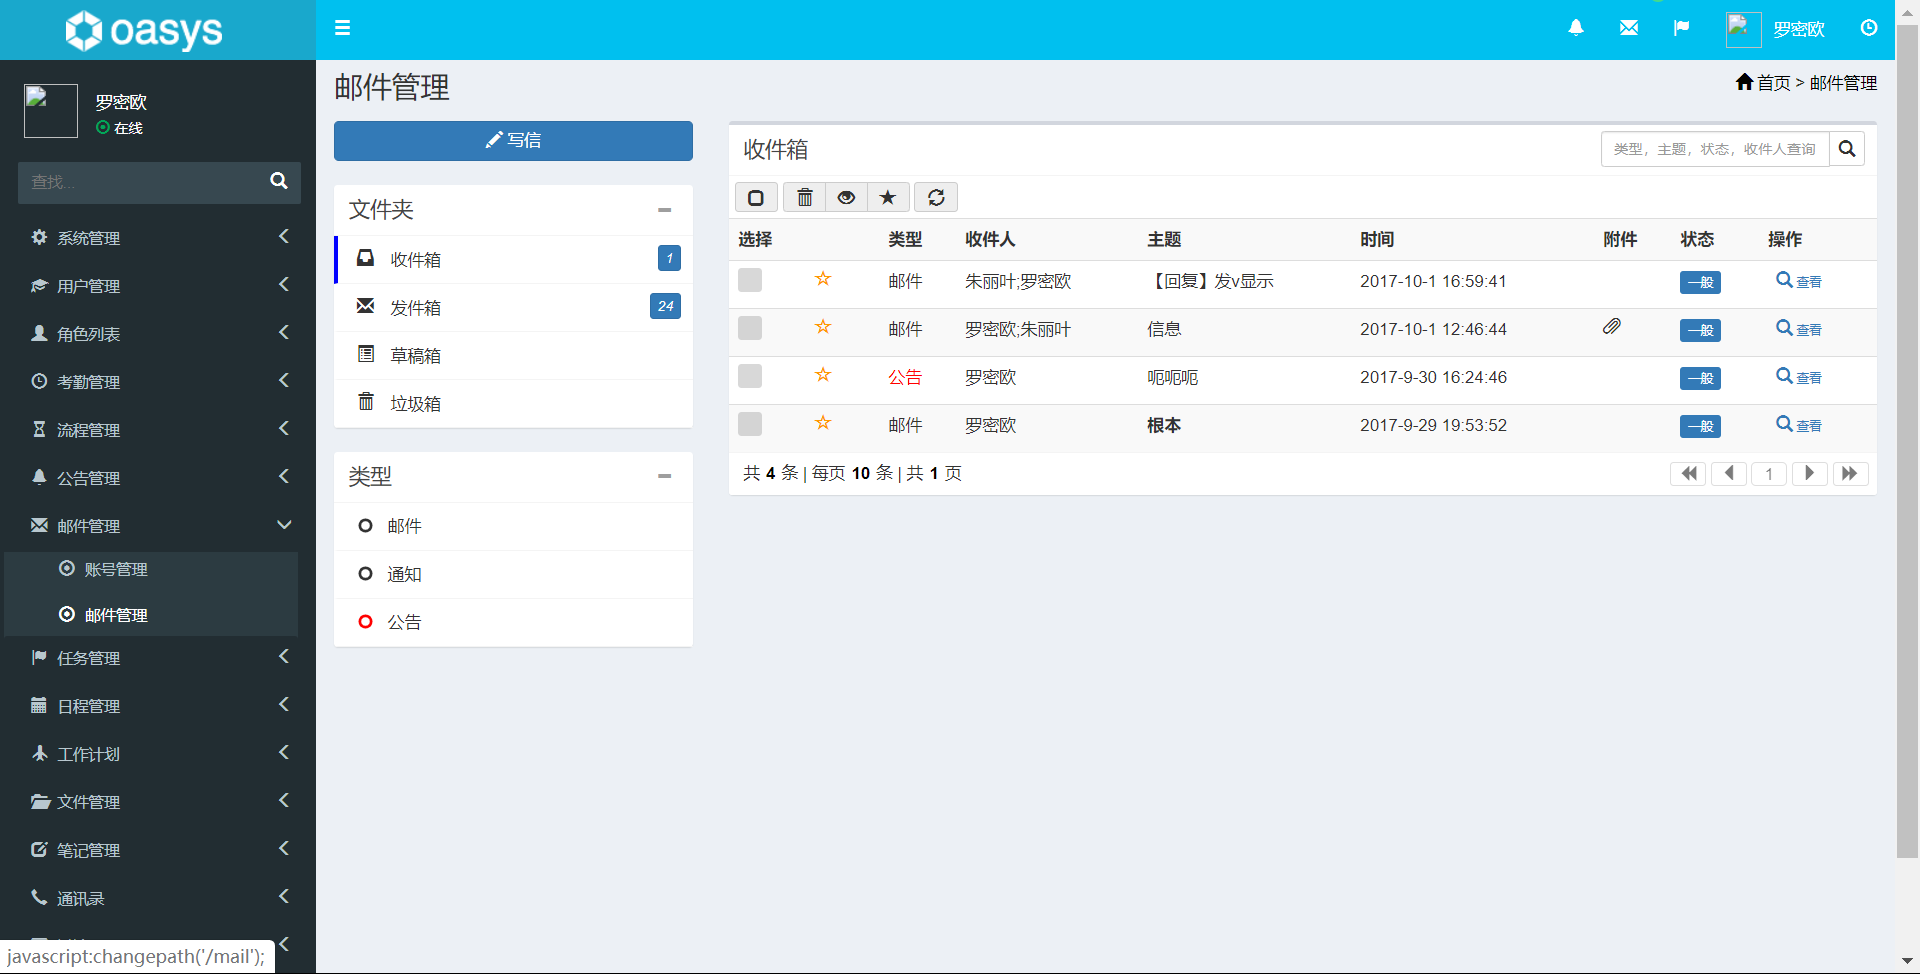 oasys
罗密欧
罗密欧
在线
查找...
系统管理
用户管理
角色列表
考勤管理
流程管理
公告管理
邮件管理
账号管理
邮件管理
任务管理
日程管理
工作计划
文件管理
笔记管理
通讯录
javascript:changepath('/mail');
邮件管理
首页 > 邮件管理
写信
文件夹
收件箱 1
发件箱 24
草稿箱
垃圾箱
类型
邮件
通知
公告
收件箱
类型，主题，状态，收件人查询
选择 类型 收件人 主题 时间 附件 状态 操作
邮件 朱丽叶;罗密欧 【回复】发v显示 2017-10-1 16:59:41 一般 查看
邮件 罗密欧;朱丽叶 信息 2017-10-1 12:46:44 一般 查看
公告 罗密欧 呃呃呃 2017-9-30 16:24:46 一般 查看
邮件 罗密欧 根本 2017-9-29 19:53:52 一般 查看
共 4 条 | 每页 10 条 | 共 1 页
1